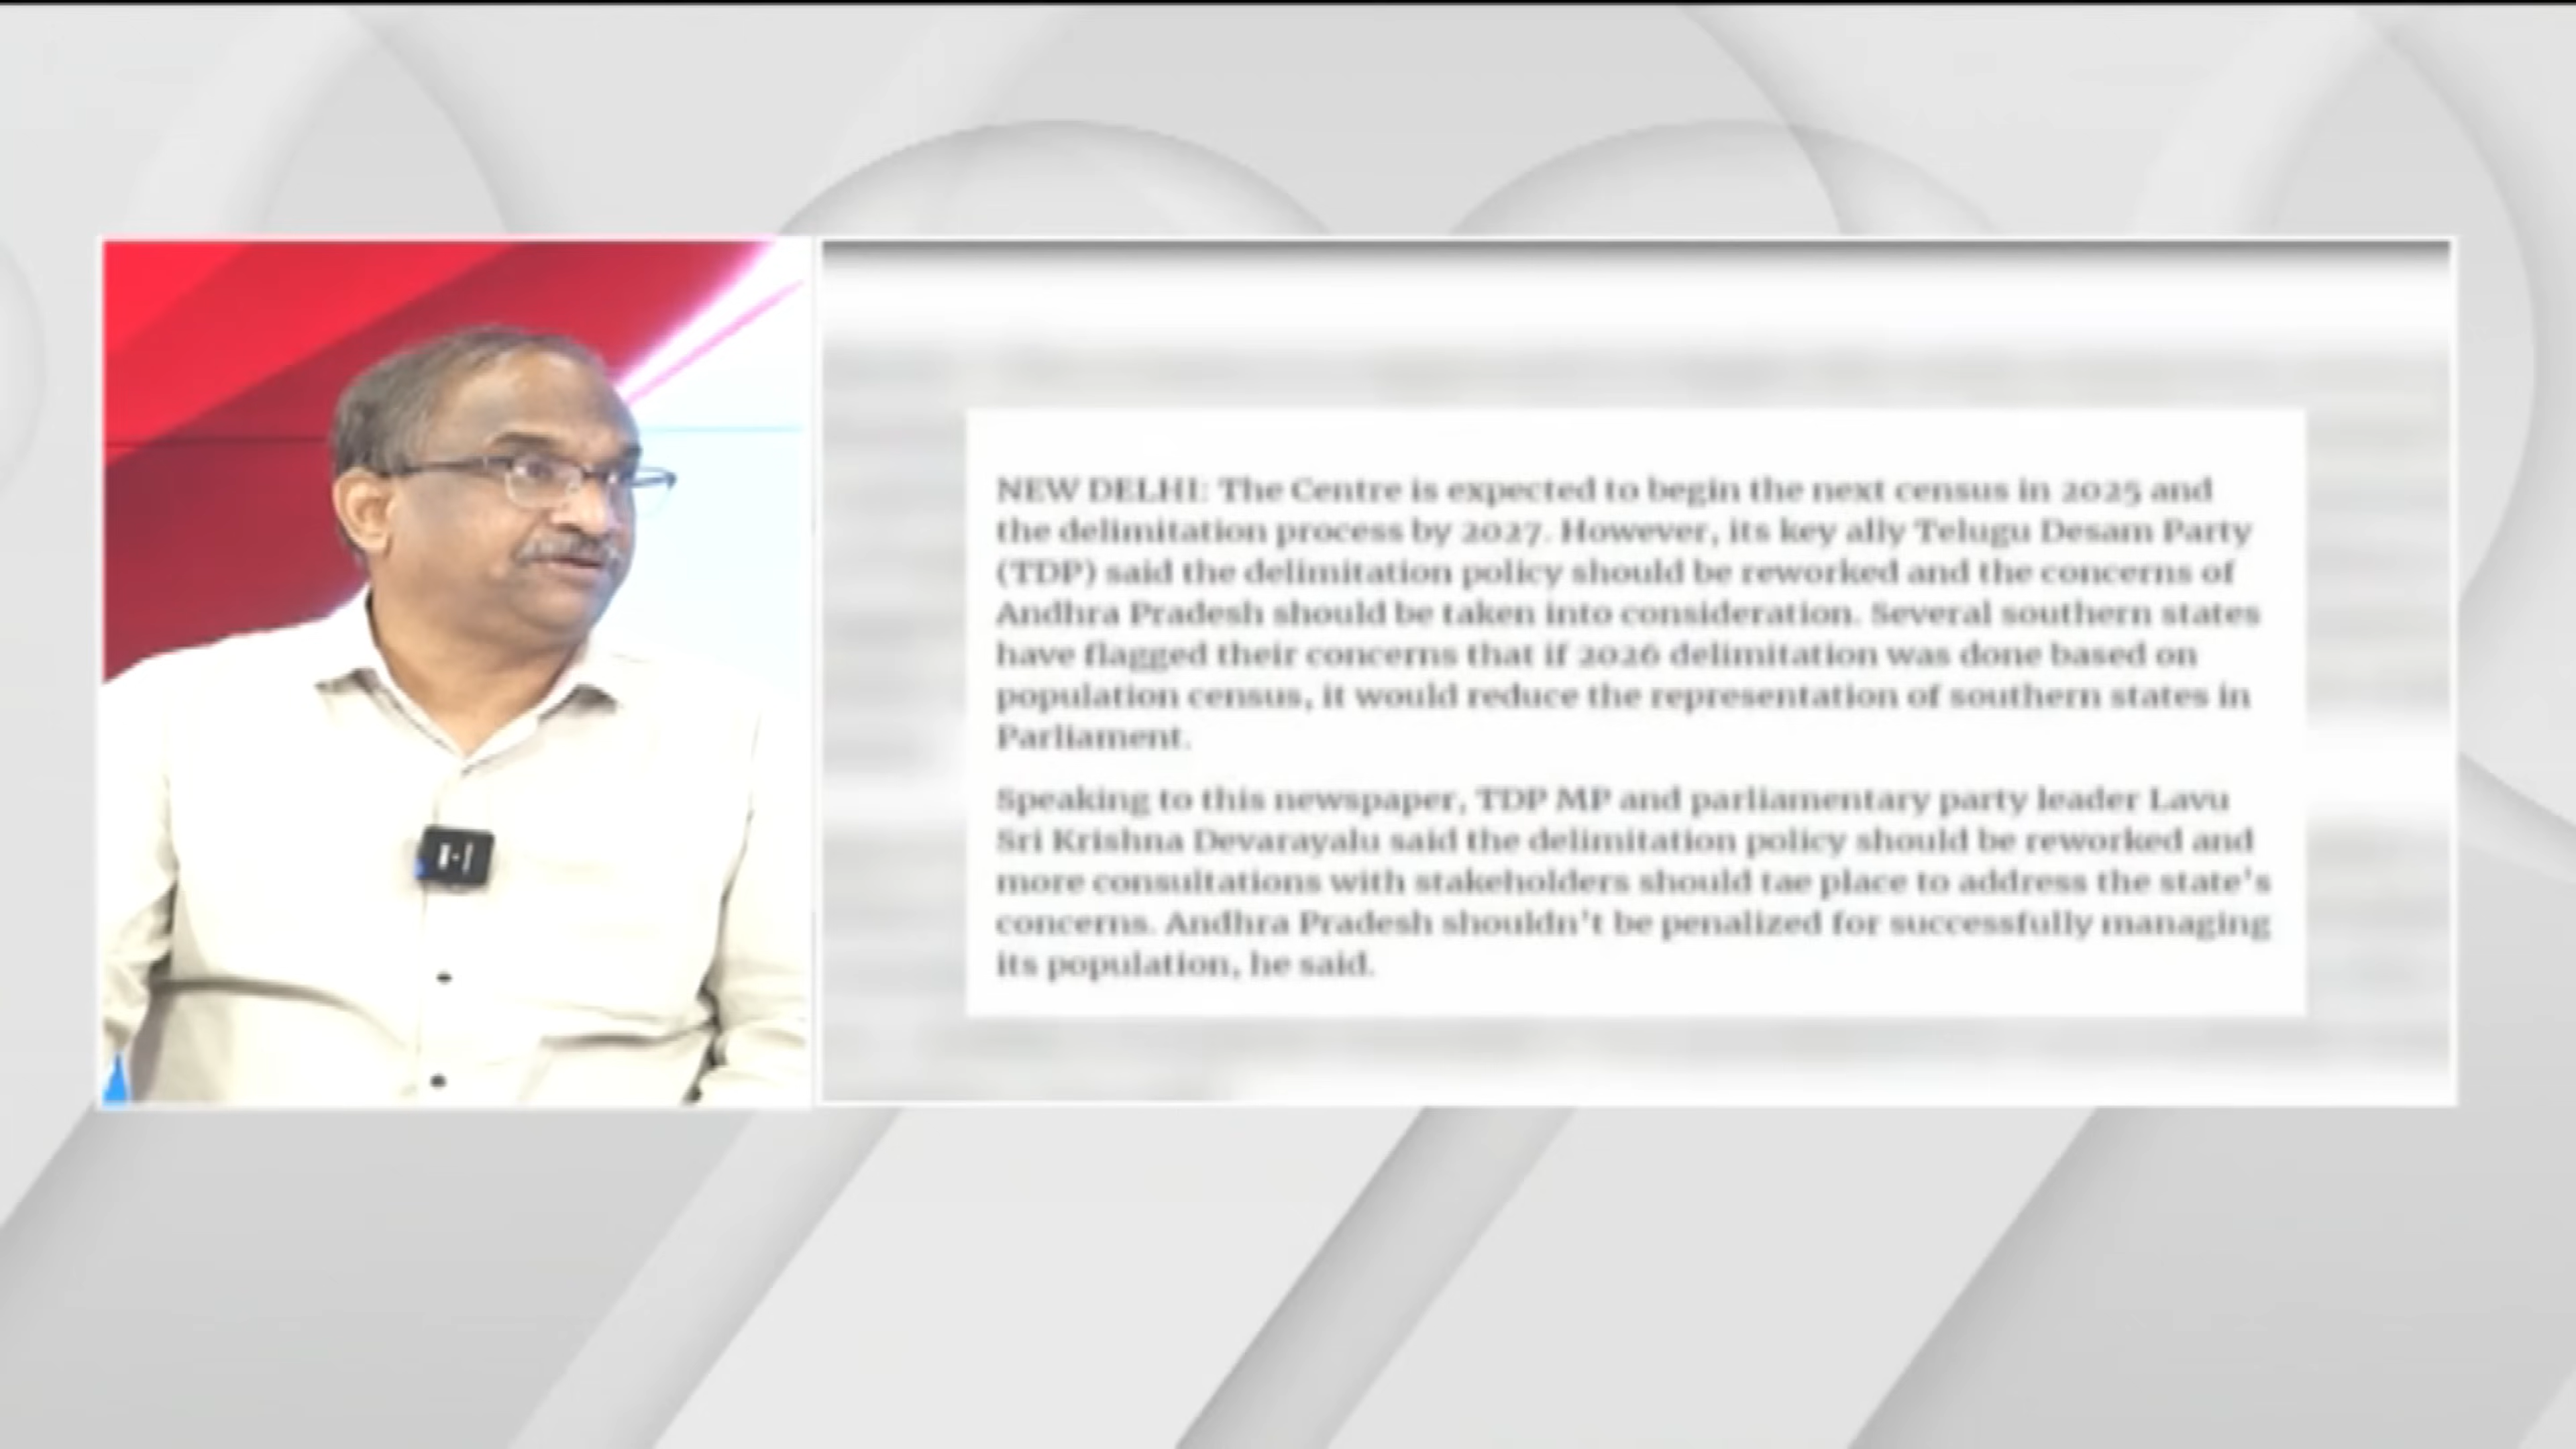 NEW DELHI: The Centre is expected to begin the next census in 2025 and
the delimitation process by 2027. However, its key ally Telugu Desam Party
(TDP) said the delimitation policy should be reworked and the concerns of
Andhra Pradesh should be taken into consideration. Several southern states
have flagged their concerns that if 2026 delimitation was done based on
population census, it would reduce the representation of southern states in
Parliament.
Speaking to this newspaper, TDP MP and parliamentary party leader Lavu
Sri Krishna Devarayalu said the delimitation policy should be reworked and
more consultations with stakeholders should tae place to address the state's
concerns. Andhra Pradesh shouldn't be penalized for successfully managing
its population, he said.